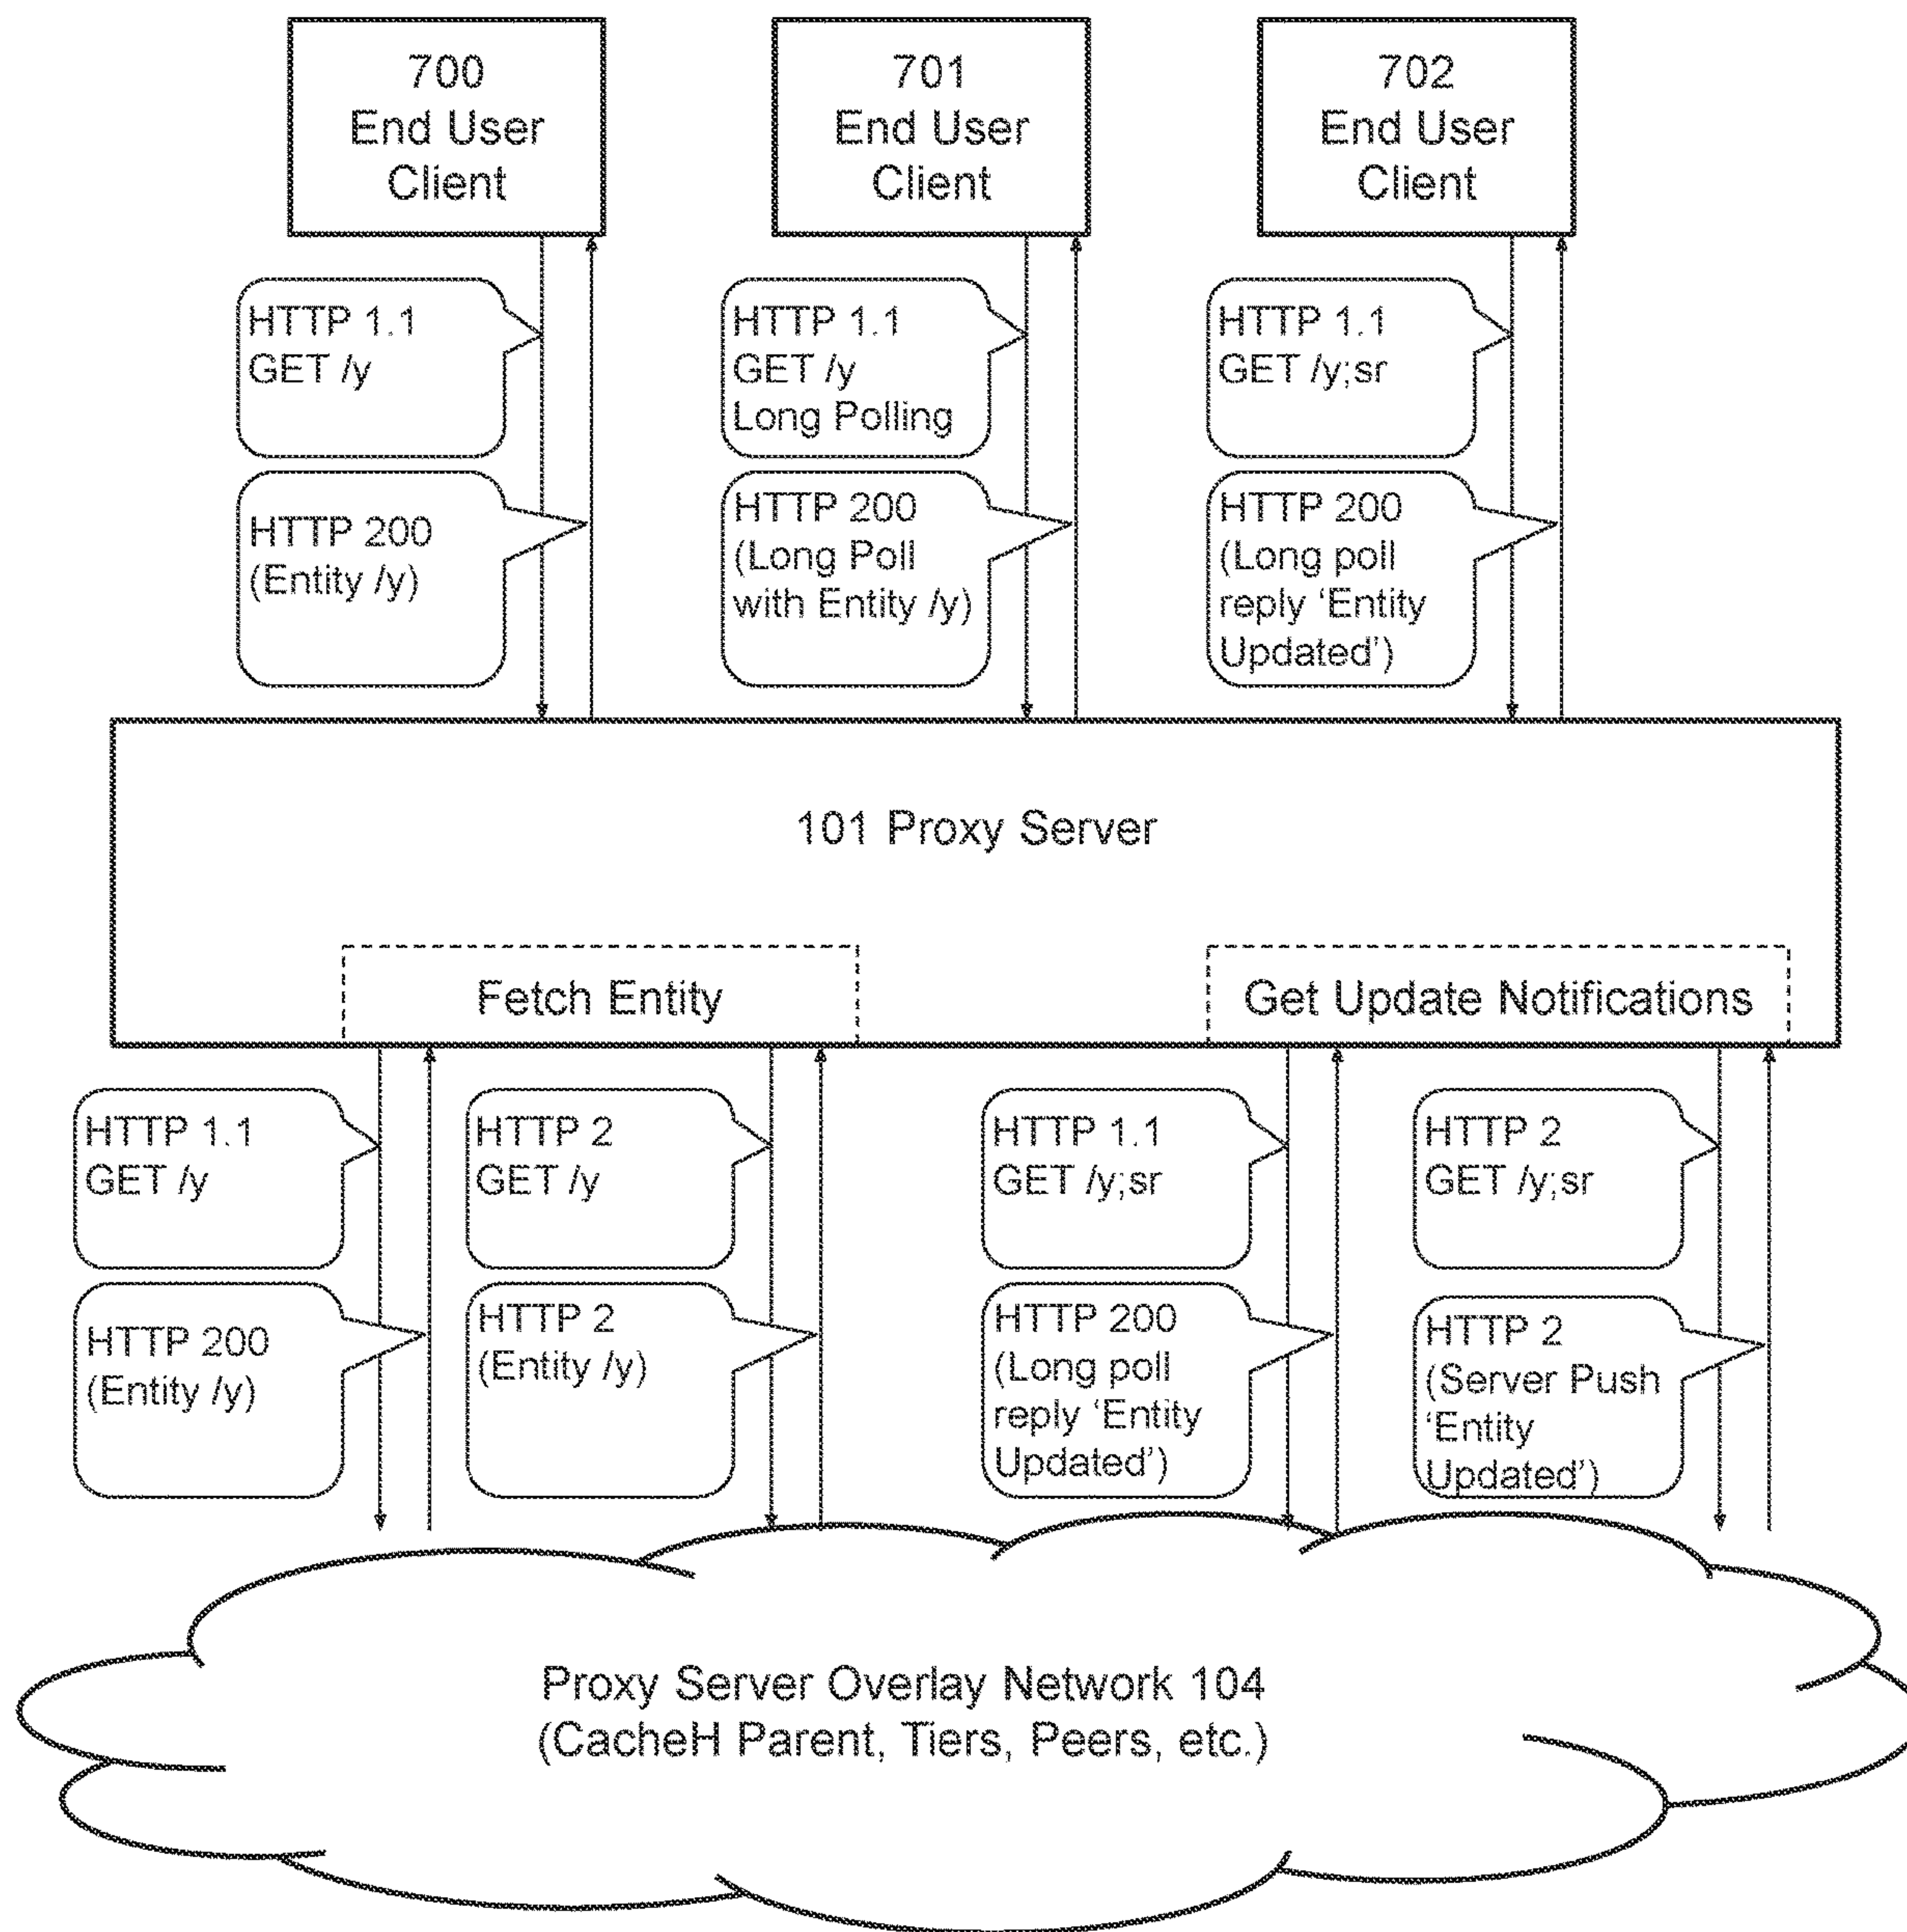 700
End User
Client
701
End User
Client
702
End User
Client
HTTP 1.1
GET /y
HTTP 1.1
GET /y
Long Polling
HTTP 1.1
GET /y;sr
HTTP 200
(Entity /y)
HTTP 200
(Long Poll
with Entity /y)
HTTP 200
(Long poll
reply ‘Entity
Updated’)
101 Proxy Server
Fetch Entity
Get Update Notifications
HTTP 1.1
GET /y
HTTP 2
GET /y
HTTP 1.1
GET /y;sr
HTTP 2
GET /y;sr
HTTP 200
(Entity /y)
HTTP 2
(Entity /y)
HTTP 200
(Long poll
reply ‘Entity
Updated’)
HTTP 2
(Server Push
‘Entity
Updated’)
Proxy Server Overlay Network 104
(CacheH Parent, Tiers, Peers, etc.)